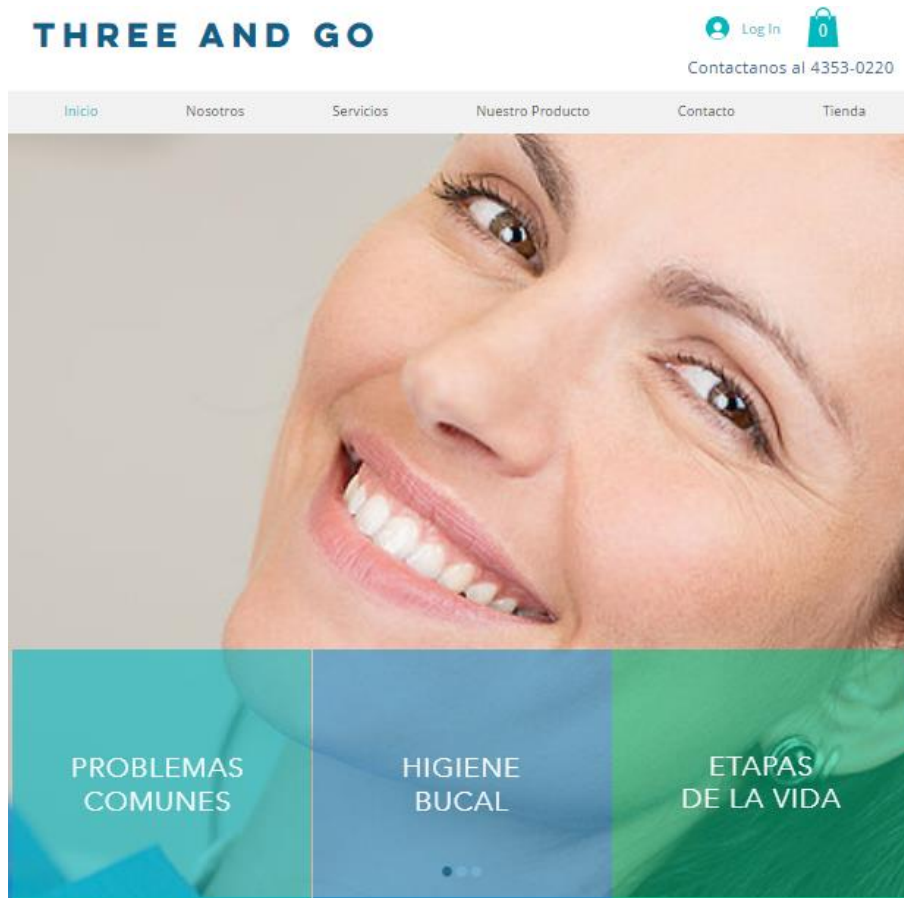 THREE AND GO
Log In
0
Contactanos al 4353-0220
Inicio Nosotros Servicios Nuestro Producto Contacto Tienda
PROBLEMAS
COMUNES
HIGIENE
BUCAL
ETAPAS
DE LA VIDA